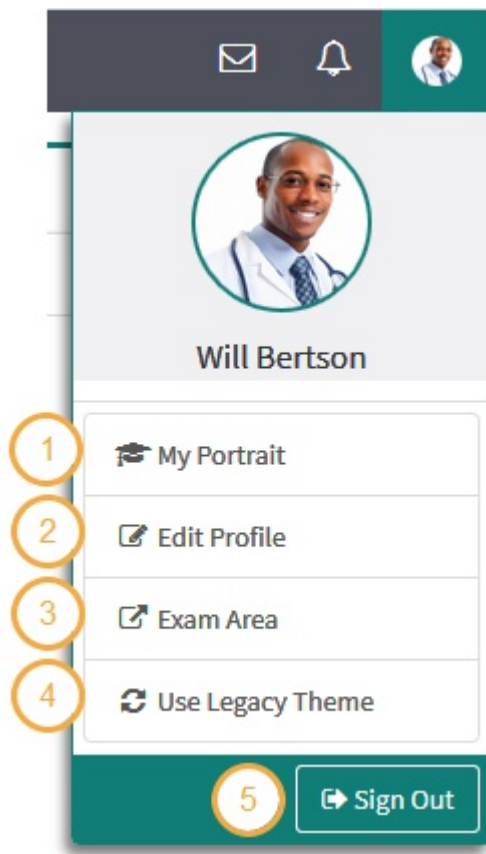 Will Bertson
1 My Portrait
2 Edit Profile
3 Exam Area
4 Use Legacy Theme
5 Sign Out